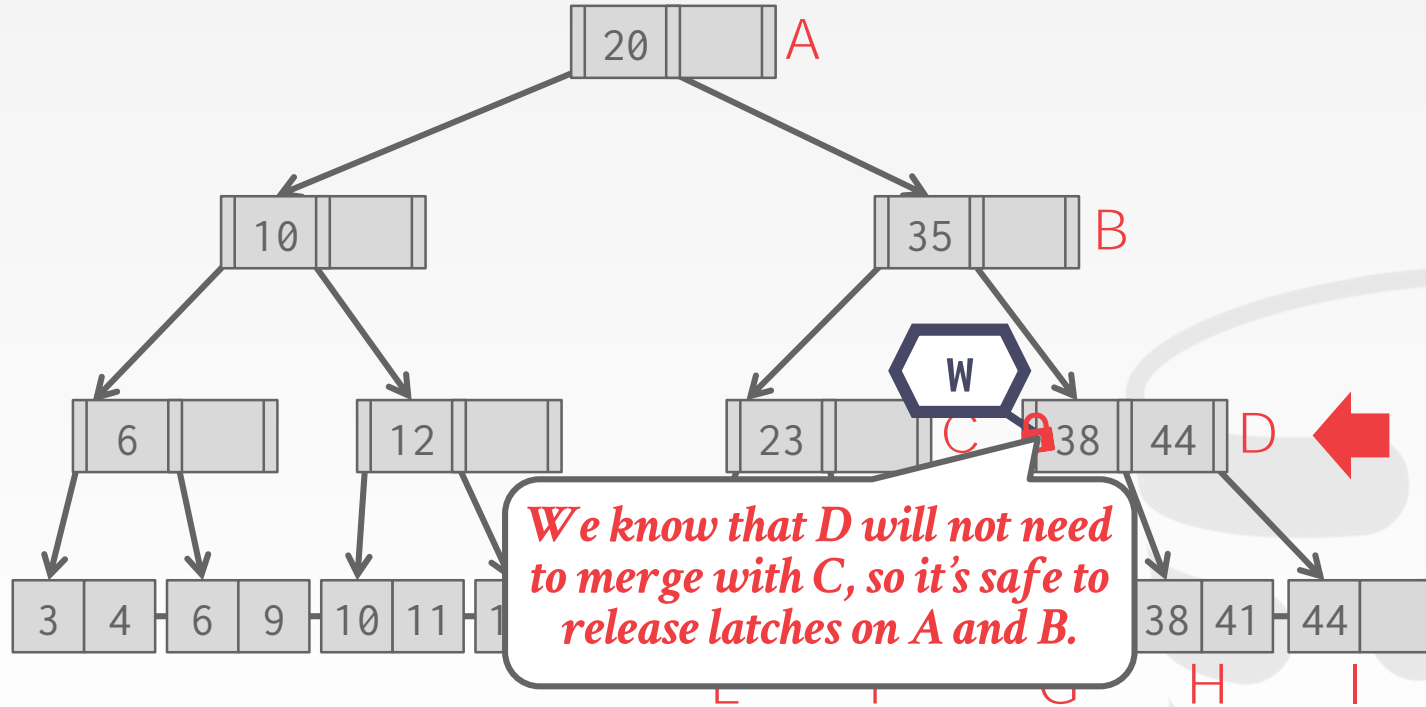 20 A
10 35 B
W
6 12 23 C 38 44 D
We know that D will not need
to merge with C, so it's safe to
release latches on A and B.
3 4 6 9 10 11 38 41 44
H I